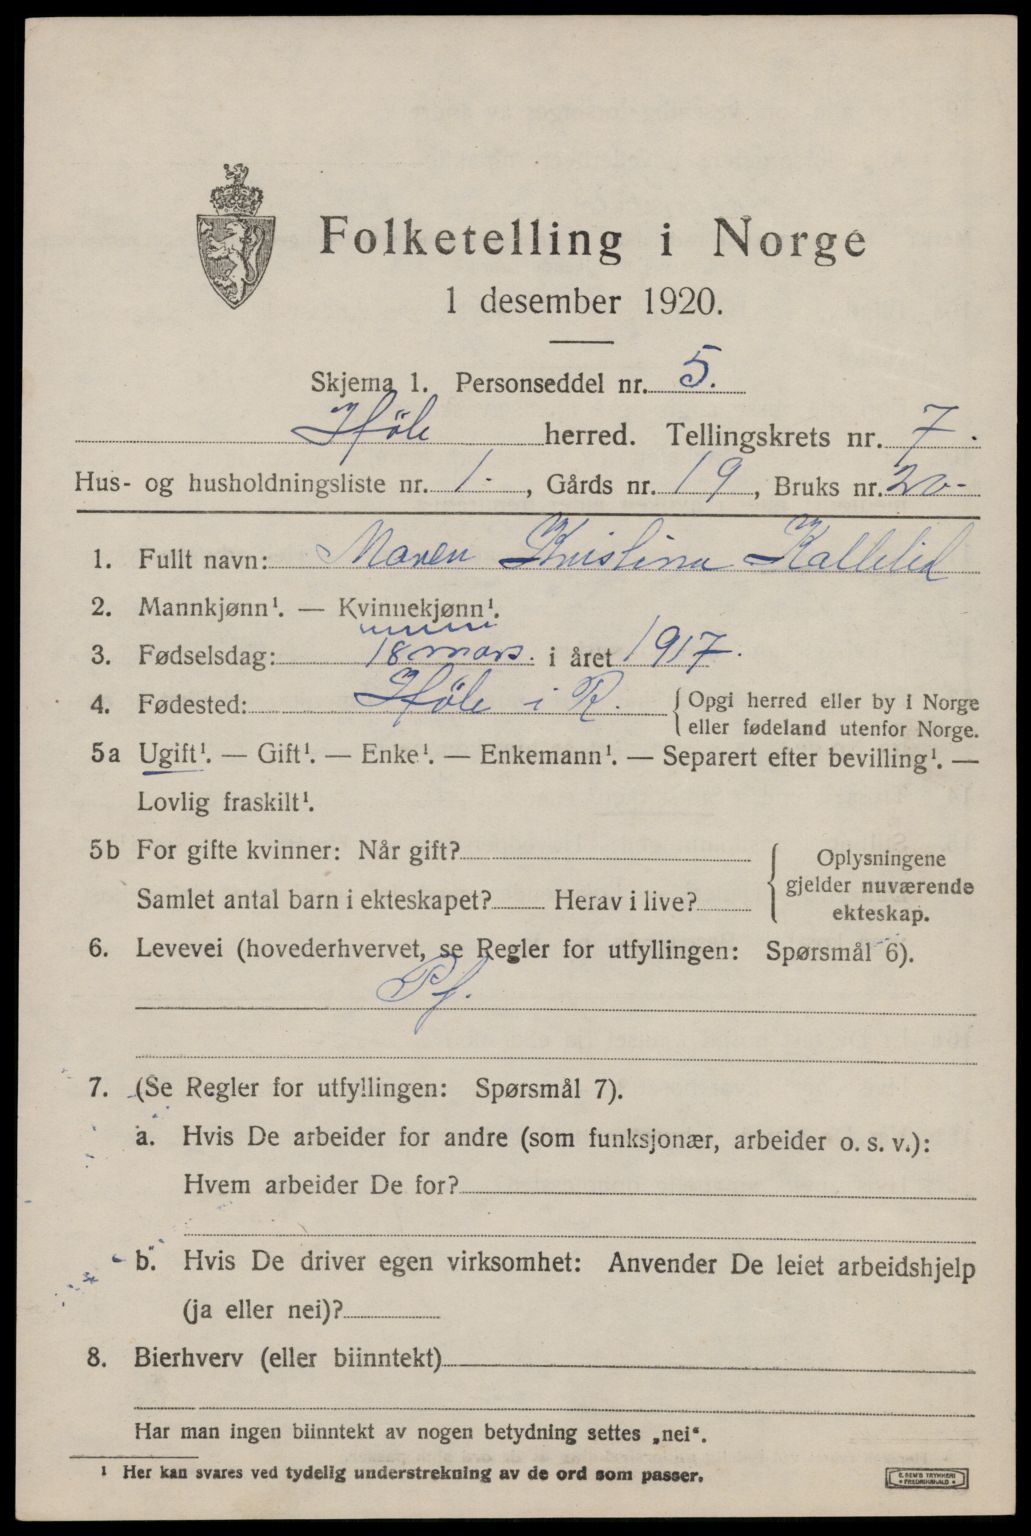 Folketelling i Norge
1 desember 1920.
Skjema 1. Personseddel nr. 5.
Høle herred. Tellingskrets nr. 7.
Hus- og husholdningsliste nr. 1. , Gårds nr. 19 , Bruks nr. 20.
1. Fullt navn: Maren Kristina Kallelid
2. Mannkjønn¹. — Kvinnekjønn¹.
3. Fødselsdag: 18 mars. i året 1917.
4. Fødested: Høle i R. { Opgi herred eller by i Norge
eller fødeland utenfor Norge.
5a Ugift¹. — Gift¹. — Enke¹. — Enkemann¹. — Separert efter bevilling¹. —
Lovlig fraskilt¹.
5b For gifte kvinner: Når gift? { Oplysningene
gjelder nuværende
Samlet antal barn i ekteskapet? Herav i live? ekteskap.
6. Levevei (hovederhvervet, se Regler for utfyllingen: Spørsmål 6).
Pf.
7. (Se Regler for utfyllingen: Spørsmål 7).
a. Hvis De arbeider for andre (som funksjonær, arbeider o. s. v.):
Hvem arbeider De for?
b. Hvis De driver egen virksomhet: Anvender De leiet arbeidshjelp
(ja eller nei)?
8. Bierhverv (eller biinntekt)
Har man ingen biinntekt av nogen betydning settes „nei“.
¹ Her kan svares ved tydelig understrekning av de ord som passer.